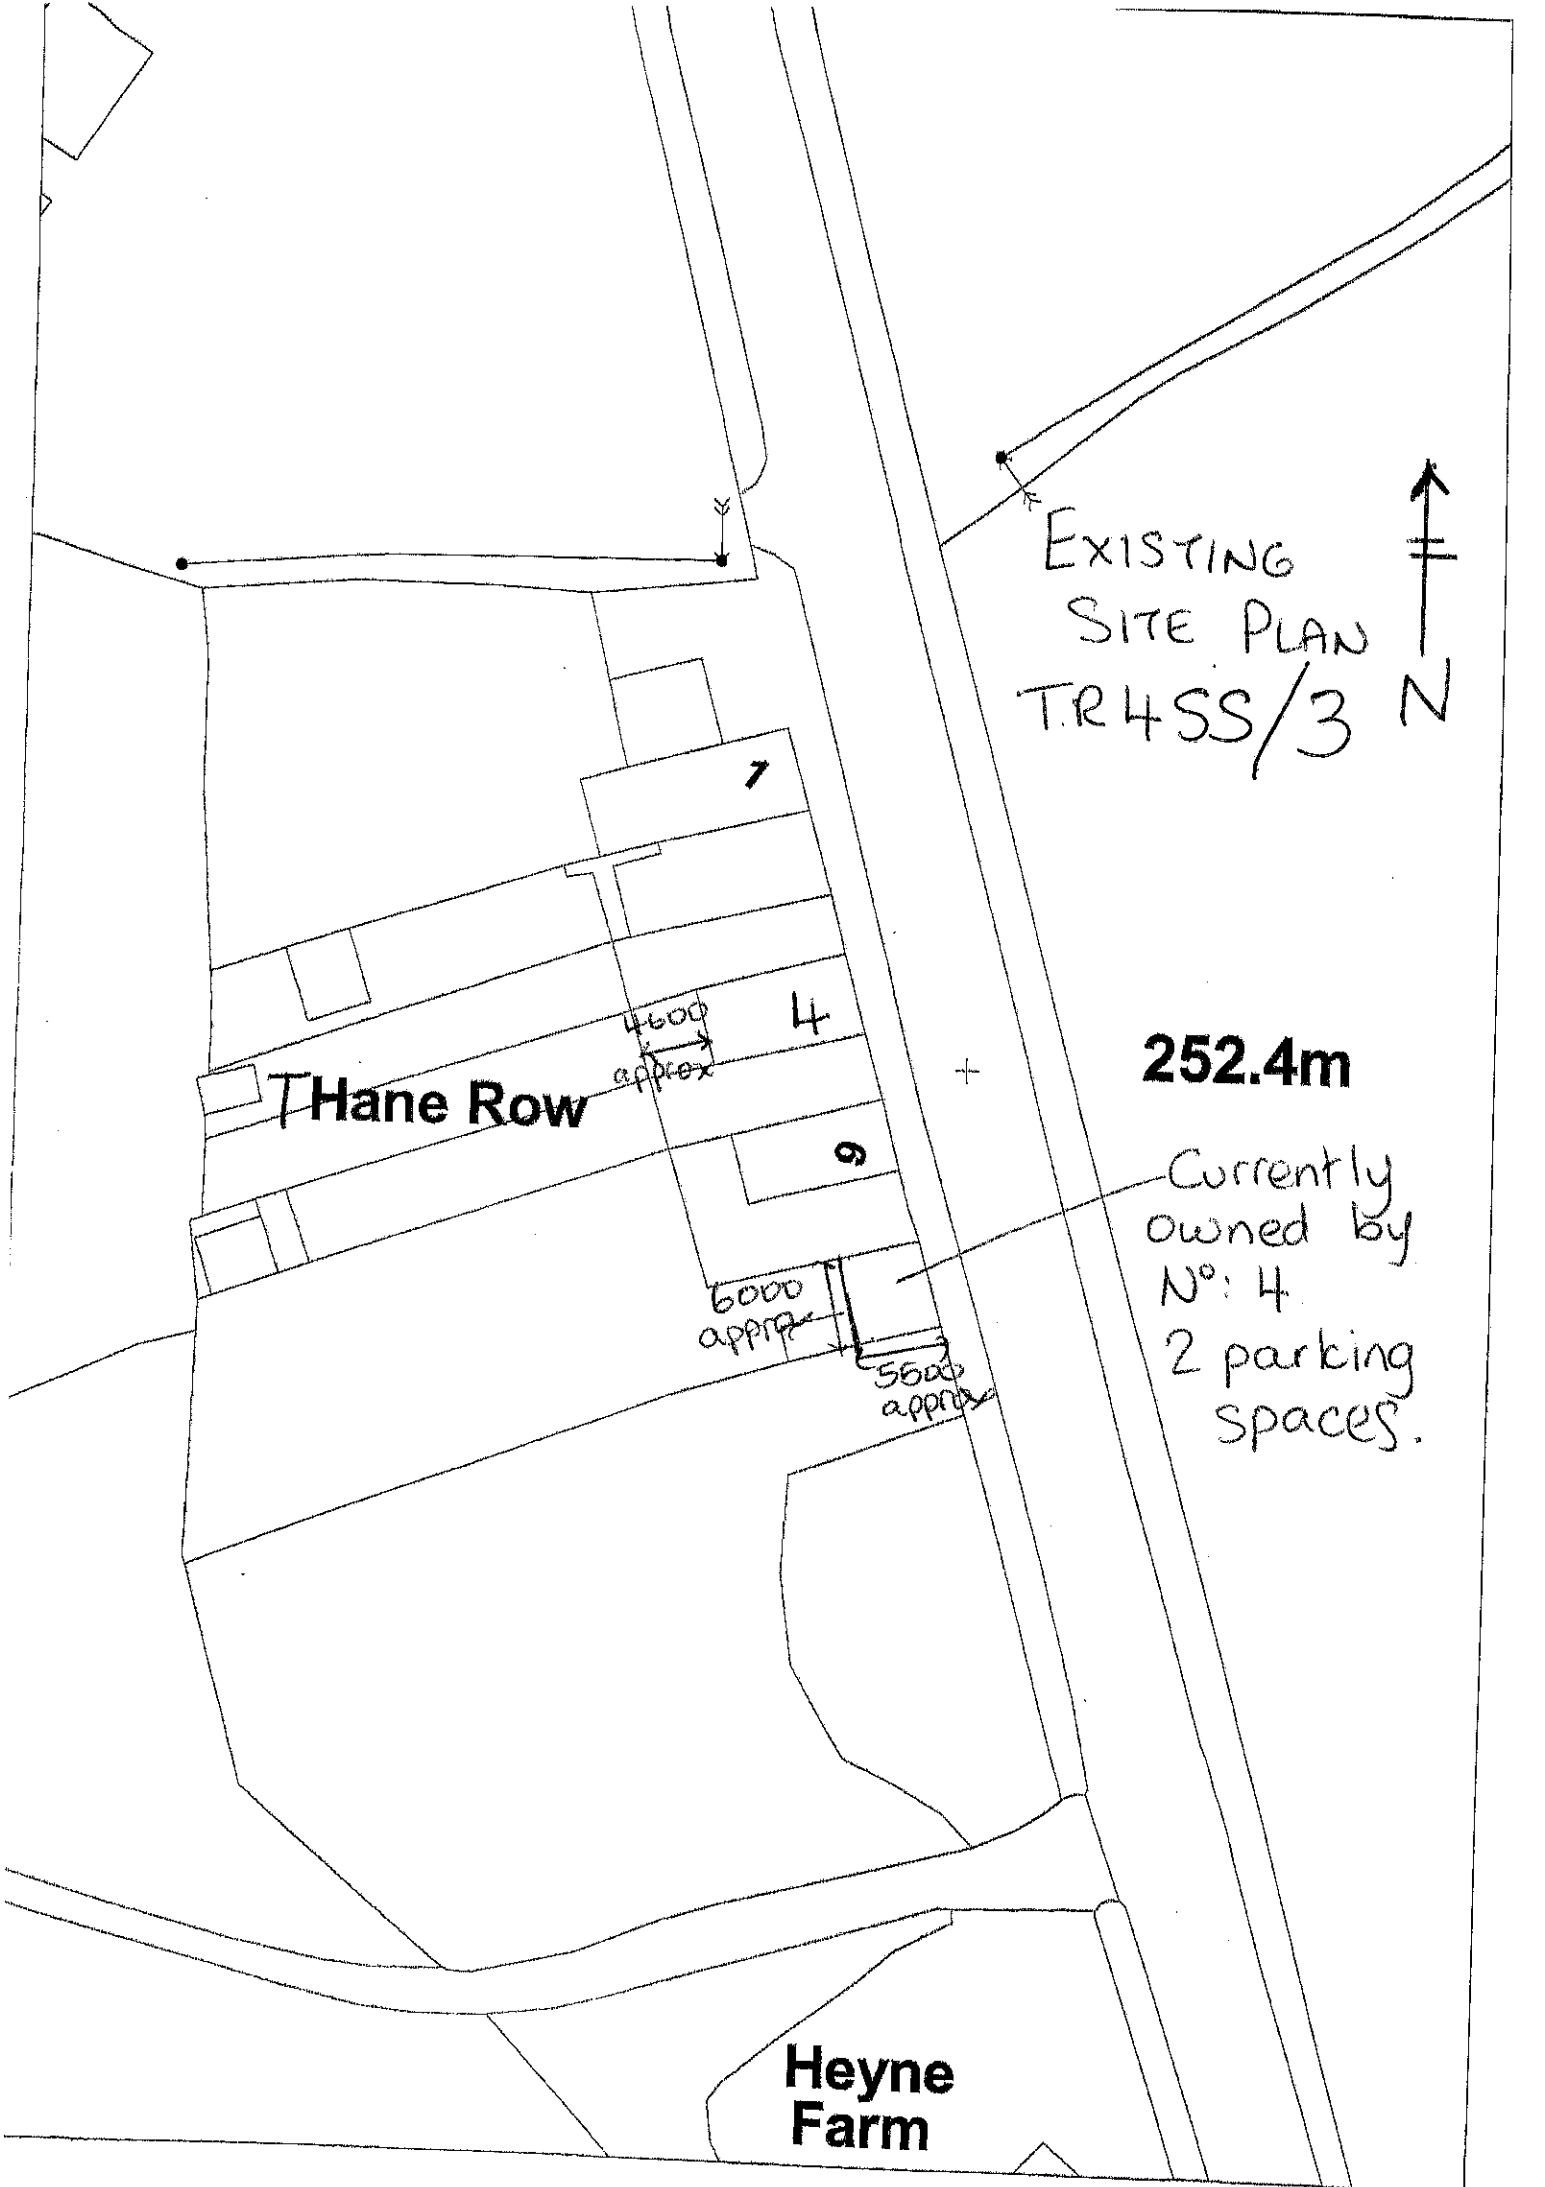 EXISTING
SITE PLAN
T.R4SS/3
N
1
4
4600
approx
THane Row
252.4m
6
Currently
owned by
Nº: 4
2 parking
spaces.
6000
approx
5500
approx
Heyne
Farm